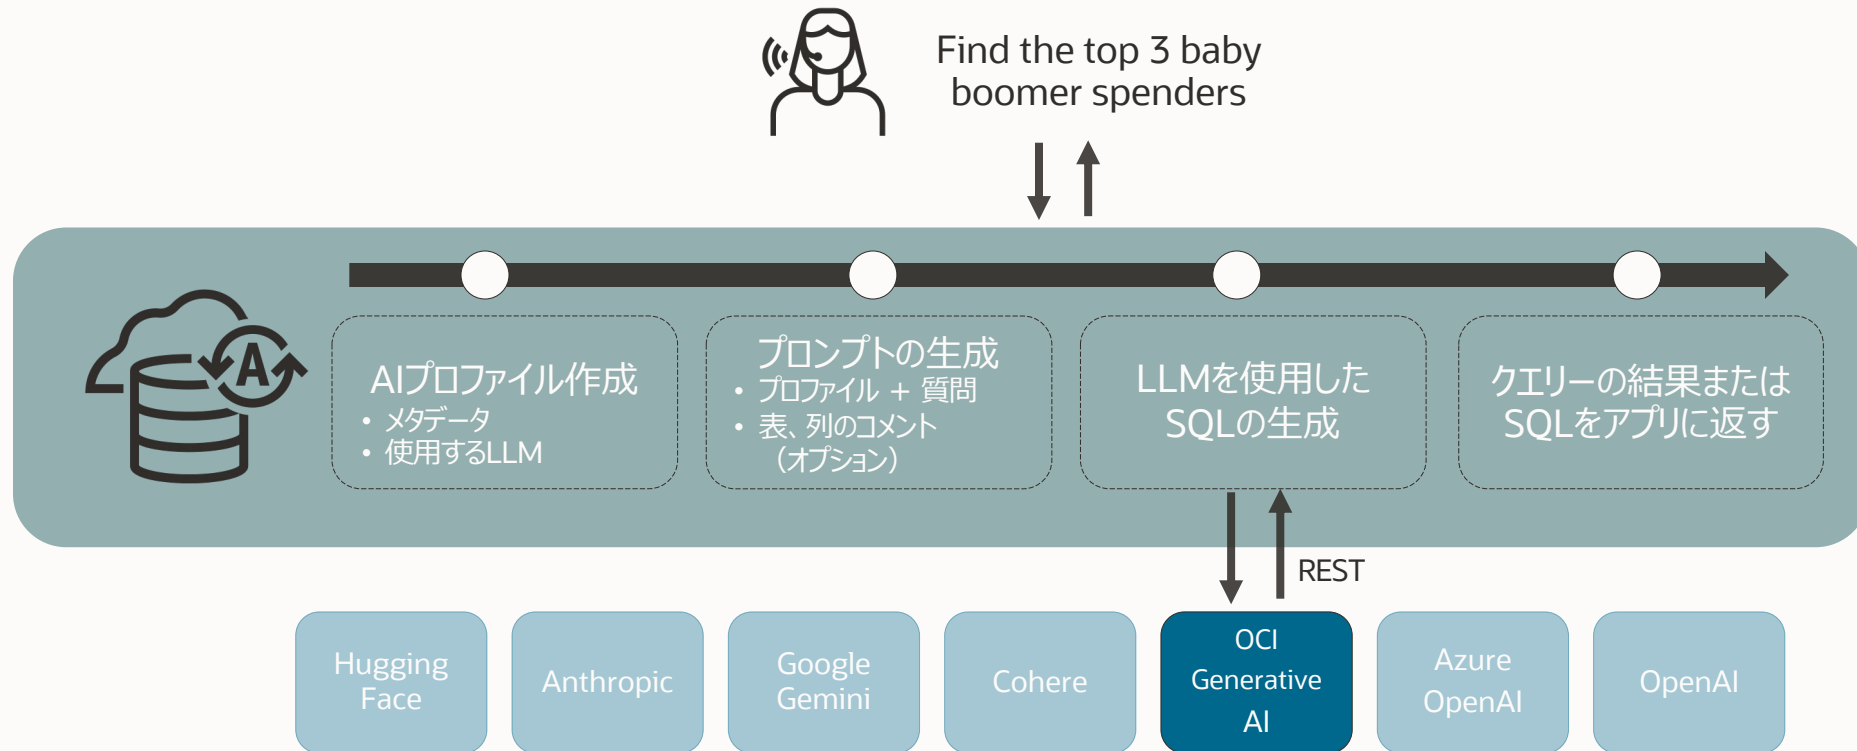 Find the top 3 baby
boomer spenders
A
AIプロファイル作成
• メタデータ
• 使用するLLM
プロンプトの生成
• プロファイル + 質問
• 表、列のコメント
（オプション）
LLMを使用した
SQLの生成
クエリーの結果または
SQLをアプリに返す
REST
Hugging
Face
Anthropic
Google
Gemini
Cohere
OCI
Generative
AI
Azure
OpenAI
OpenAI